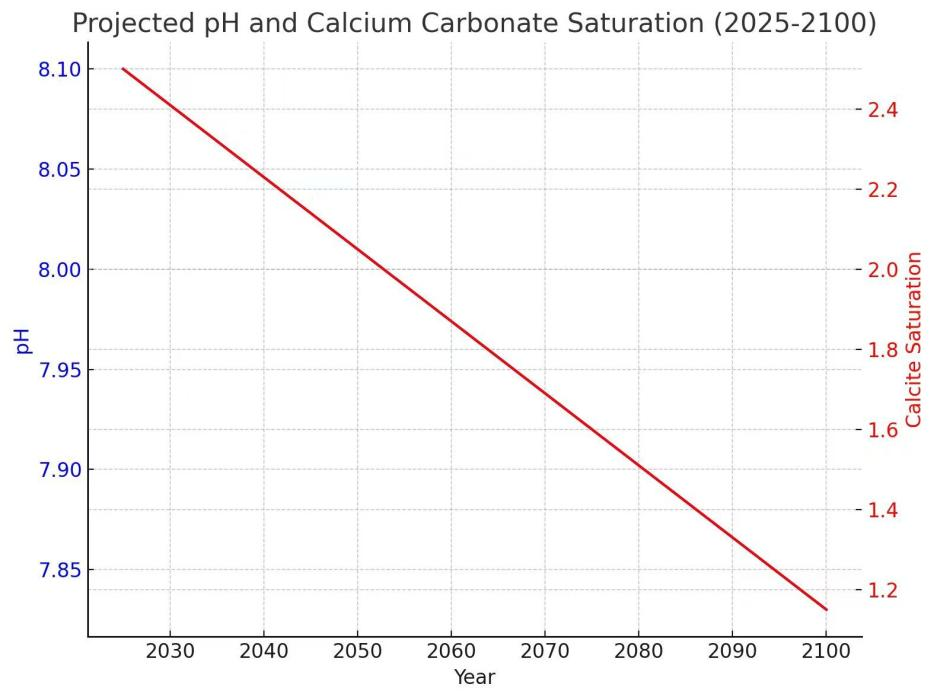 Projected pH and Calcium Carbonate Saturation (2025-2100)
8.10
8.05
8.00
7.95
7.90
7.85
pH
2.4
2.2
2.0
1.8
1.6
1.4
1.2
Calcite Saturation
2030 2040 2050 2060 2070 2080 2090 2100
Year